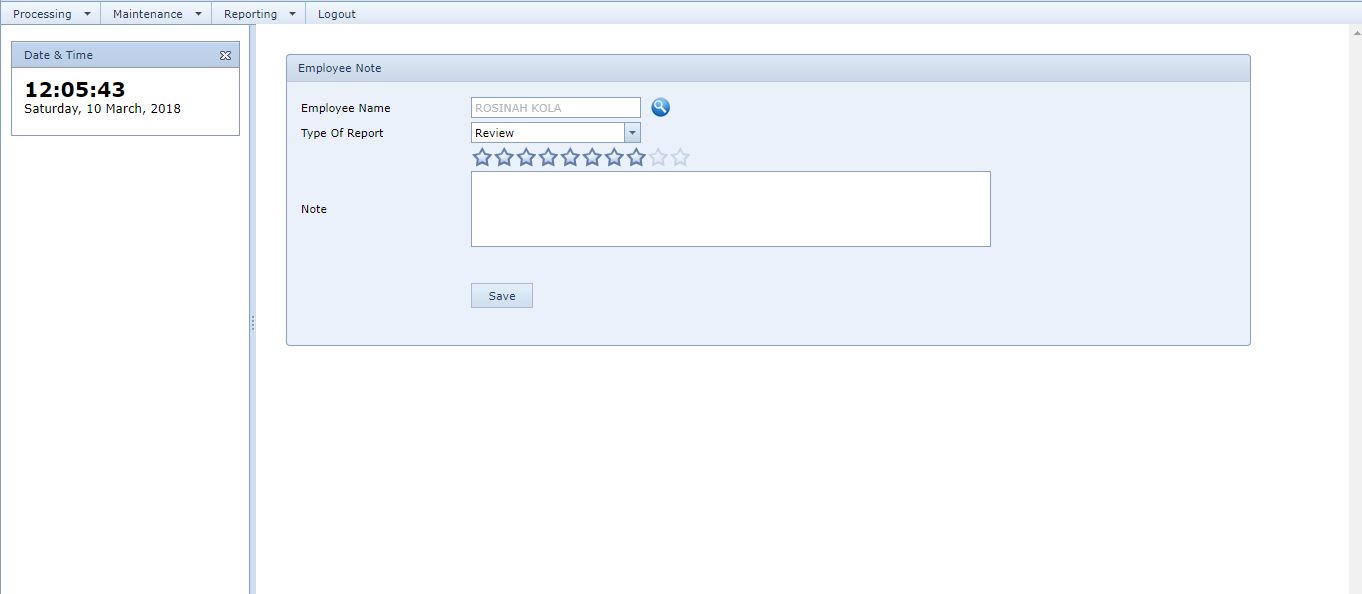 Processing Maintenance Reporting Logout
Date & Time
12:05:43
Saturday, 10 March, 2018
Employee Note
Employee Name ROSINAH KOLA
Type Of Report Review
Note
Save